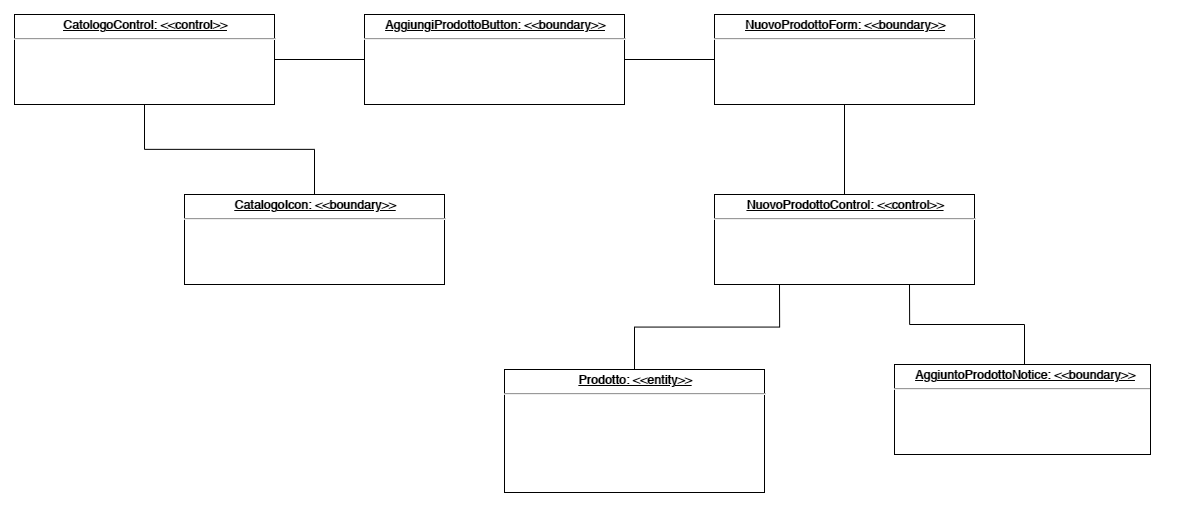 CatalogoControl: <<control>>
AggiungiProdottoButton: <<boundary>>
NuovoProdottoForm: <<boundary>>
CatalogoIcon: <<boundary>>
NuovoProdottoControl: <<control>>
Prodotto: <<entity>>
AggiuntoProdottoNotice: <<boundary>>